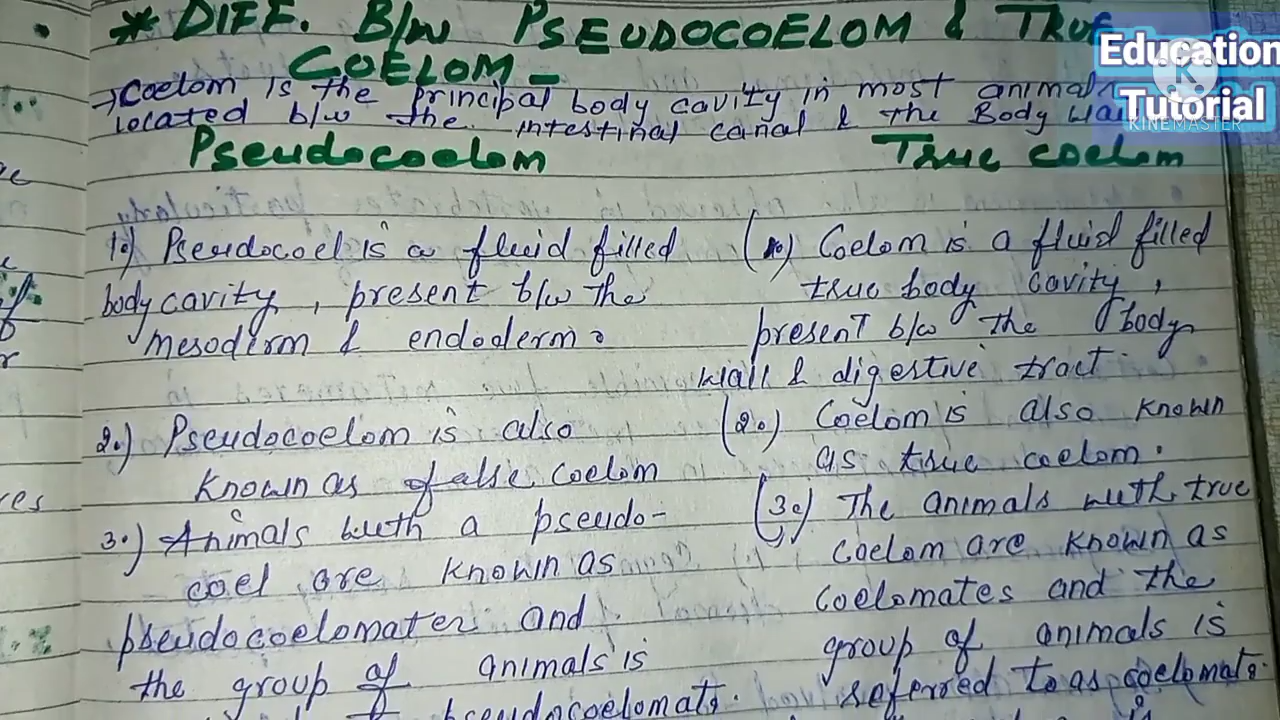 * DIFF. B/w PSEUDOCOELOM & TRUE
COELOM -
→ Coelom is the principal body cavity in most animals
located b/w the intestinal canal & the Body wall
Education
Tutorial
KINEMASTER
Pseudocoelom
1.) Pseudocoel is a fluid filled
body cavity, present b/w the
mesoderm & endoderm.
2.) Pseudocoelom is also
known as false coelom
3.) Animals with a pseudo-
coel are known as
pseudocoelomates and
the group of animals is
pseudocoelomats.
True coelom
(1.) Coelom is a fluid filled
true body cavity,
present b/w the body
wall & digestive tract.
(2.) Coelom is also known
as true coelom.
(3.) The animals with true
coelom are known as
coelomates and the
group of animals is
referred to as coelomats.